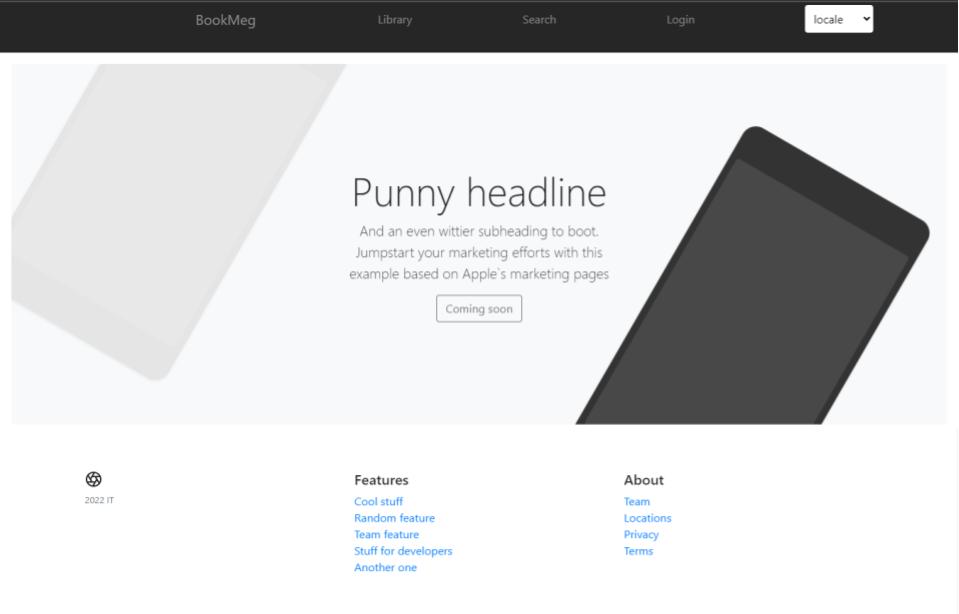 BookMeg
Library
Search
Login
locale
Punny headline
And an even wittier subheading to boot.
Jumpstart your marketing efforts with this
example based on Apple`s marketing pages
Coming soon
2022 IT
Features
Cool stuff
Random feature
Team feature
Stuff for developers
Another one
About
Team
Locations
Privacy
Terms